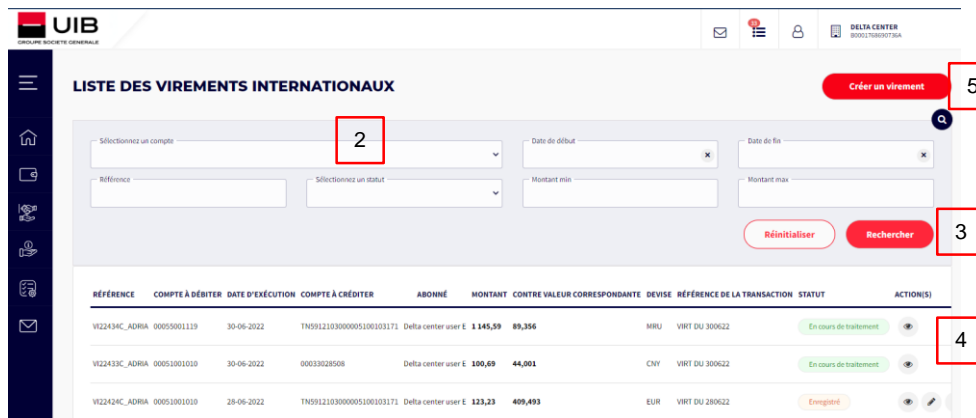 UIB
GROUPE SOCIETE GENERALE
DELTA CENTER
B0001768690736A
LISTE DES VIREMENTS INTERNATIONAUX
Créer un virement
5
Sélectionnez un compte
2
Date de début
Date de fin
Référence
Sélectionnez un statut
Montant min
Montant max
Réinitialiser
Rechercher
3
RÉFÉRENCE COMPTE À DÉBITER DATE D'EXÉCUTION COMPTE À CRÉDITER ABONNÉ MONTANT CONTRE VALEUR CORRESPONDANTE DEVISE RÉFÉRENCE DE LA TRANSACTION STATUT ACTION(S)
VI22434C_ADRIA 00055001119 30-06-2022 TN5912103000005100103171 Delta center user E 1 145,59 89,356 MRU VIRT DU 300622 En cours de traitement
4
VI22433C_ADRIA 00051001010 30-06-2022 00033028508 Delta center user E 100,69 44,001 CNY VIRT DU 300622 En cours de traitement
VI22424C_ADRIA 00051001010 28-06-2022 TN5912103000005100103171 Delta center user E 123,23 409,493 EUR VIRT DU 280622 Enregistré